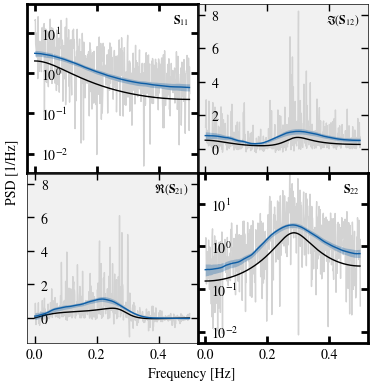 S₁₁
10¹
10⁰
10⁻¹
10⁻²
ℑ(S₁₂)
8
6
4
2
0
PSD [1/Hz]
ℜ(S₂₁)
8
6
4
2
0
S₂₂
10¹
10⁰
10⁻¹
10⁻²
0.0 0.2 0.4 0.0 0.2 0.4
Frequency [Hz]